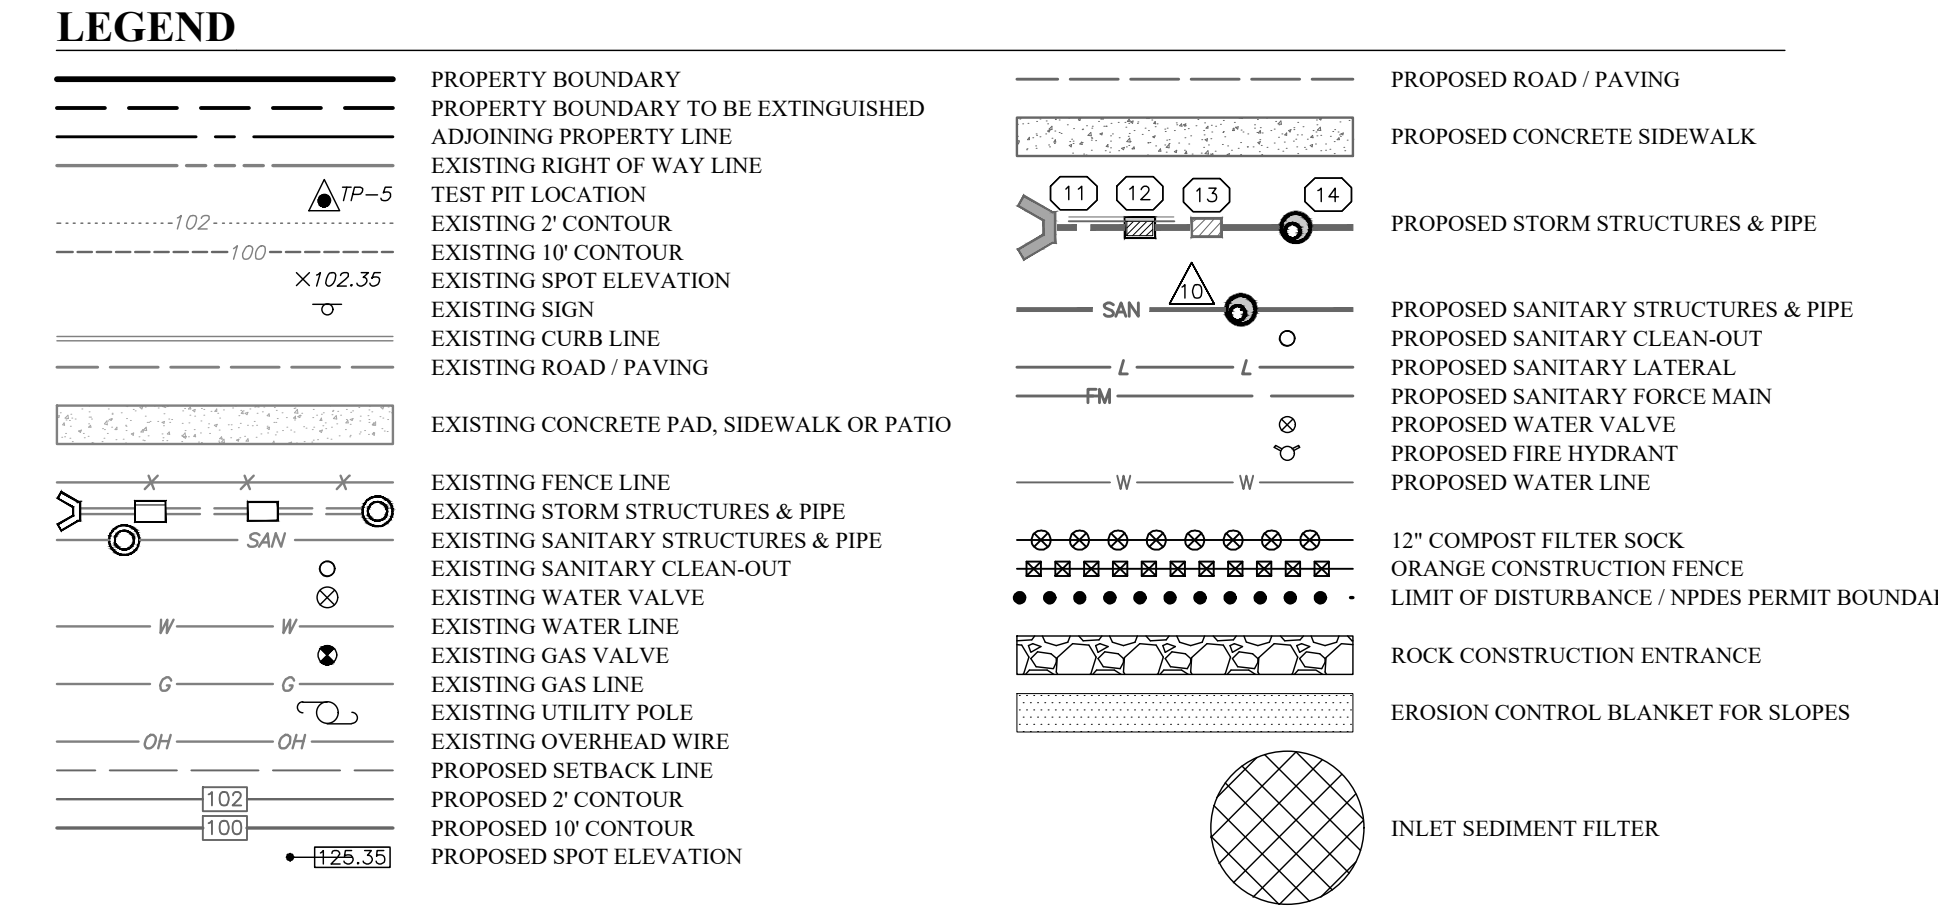 LEGEND
PROPERTY BOUNDARY
PROPERTY BOUNDARY TO BE EXTINGUISHED
ADJOINING PROPERTY LINE
EXISTING RIGHT OF WAY LINE
TP-5 TEST PIT LOCATION
102 EXISTING 2' CONTOUR
100 EXISTING 10' CONTOUR
102.35 EXISTING SPOT ELEVATION
EXISTING SIGN
EXISTING CURB LINE
EXISTING ROAD / PAVING
EXISTING CONCRETE PAD, SIDEWALK OR PATIO
X X X EXISTING FENCE LINE
EXISTING STORM STRUCTURES & PIPE
SAN EXISTING SANITARY STRUCTURES & PIPE
EXISTING SANITARY CLEAN-OUT
EXISTING WATER VALVE
W W EXISTING WATER LINE
EXISTING GAS VALVE
G G EXISTING GAS LINE
EXISTING UTILITY POLE
OH OH EXISTING OVERHEAD WIRE
PROPOSED SETBACK LINE
102 PROPOSED 2' CONTOUR
100 PROPOSED 10' CONTOUR
125.35 PROPOSED SPOT ELEVATION
PROPOSED ROAD / PAVING
PROPOSED CONCRETE SIDEWALK
11 12 13 14
PROPOSED STORM STRUCTURES & PIPE
10
SAN PROPOSED SANITARY STRUCTURES & PIPE
PROPOSED SANITARY CLEAN-OUT
L L PROPOSED SANITARY LATERAL
FM PROPOSED SANITARY FORCE MAIN
PROPOSED WATER VALVE
PROPOSED FIRE HYDRANT
W W PROPOSED WATER LINE
12" COMPOST FILTER SOCK
ORANGE CONSTRUCTION FENCE
LIMIT OF DISTURBANCE / NPDES PERMIT
ROCK CONSTRUCTION ENTRANCE
EROSION CONTROL BLANKET FOR SLOPES
INLET SEDIMENT FILTER